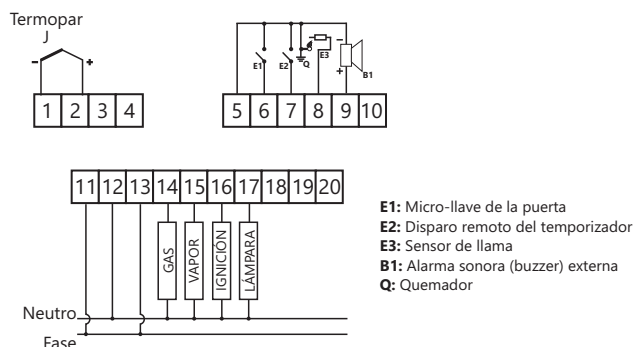 Termopar
J
- +
1 2 3 4
E1 E2 Q E3 - + B1
5 6 7 8 9 10
11 12 13 14 15 16 17 18 19 20
GAS
VAPOR
IGNICIÓN
LÁMPARA
Neutro
Fase
E1: Micro-llave de la puerta
E2: Disparo remoto del temporizador
E3: Sensor de llama
B1: Alarma sonora (buzzer) externa
Q: Quemador